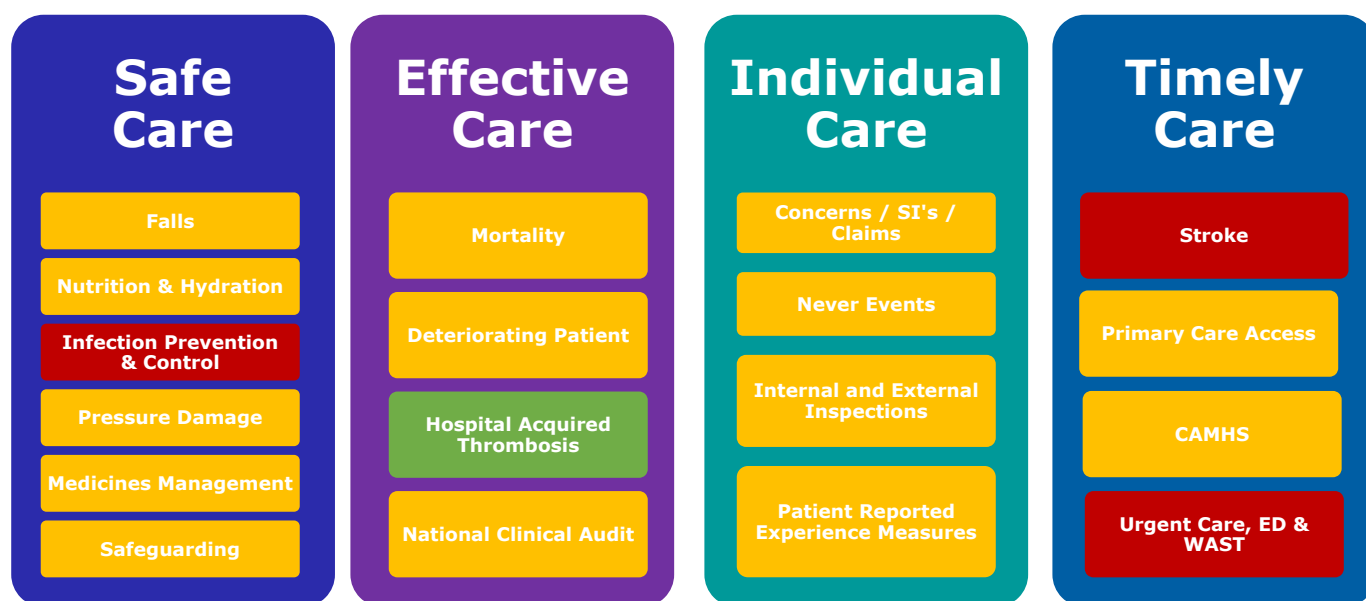 Safe
Care
Falls
Nutrition & Hydration
Infection Prevention
& Control
Pressure Damage
Medicines Management
Safeguarding
Effective
Care
Mortality
Deteriorating Patient
Hospital Acquired
Thrombosis
National Clinical Audit
Individual
Care
Concerns / SI's /
Claims
Never Events
Internal and External
Inspections
Patient Reported
Experience Measures
Timely
Care
Stroke
Primary Care Access
CAMHS
Urgent Care, ED &
WAST